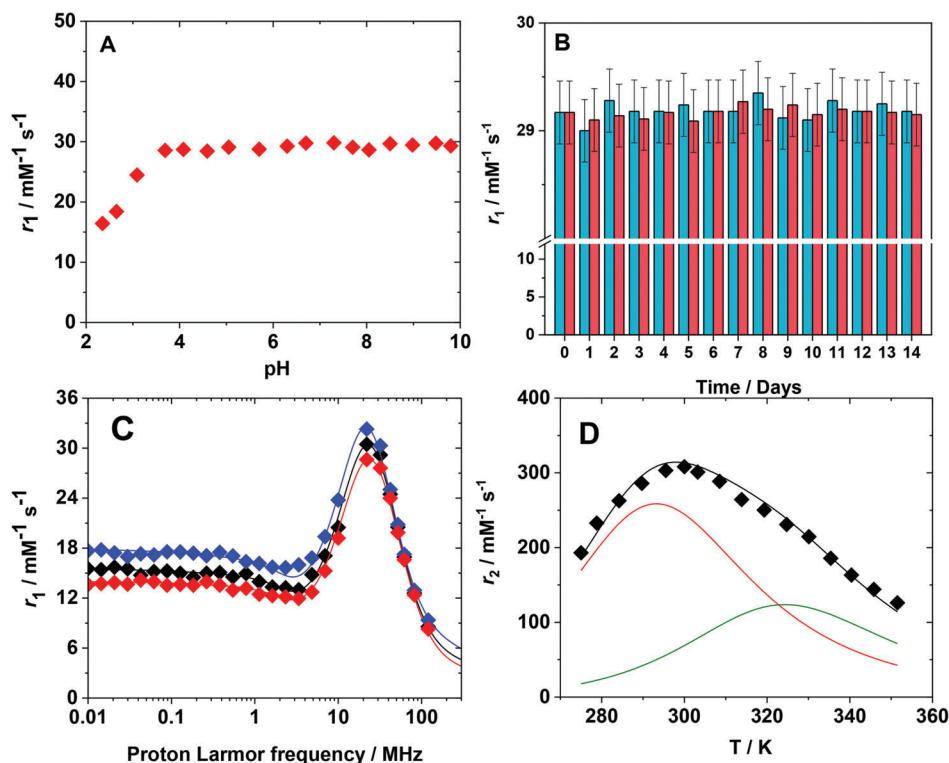 A
r1 / mM⁻¹ s⁻¹
50
40
30
20
10
0
2 4 6 8 10
pH
B
r1 / mM⁻¹ s⁻¹
30
29
10
5
0
0 1 2 3 4 5 6 7 8 9 10 11 12 13 14
Time / Days
C
r1 / mM⁻¹ s⁻¹
36
30
24
18
12
6
0
0.01 0.1 1 10 100
Proton Larmor frequency / MHz
D
r2 / mM⁻¹ s⁻¹
400
300
200
100
0
280 300 320 340 360
T / K